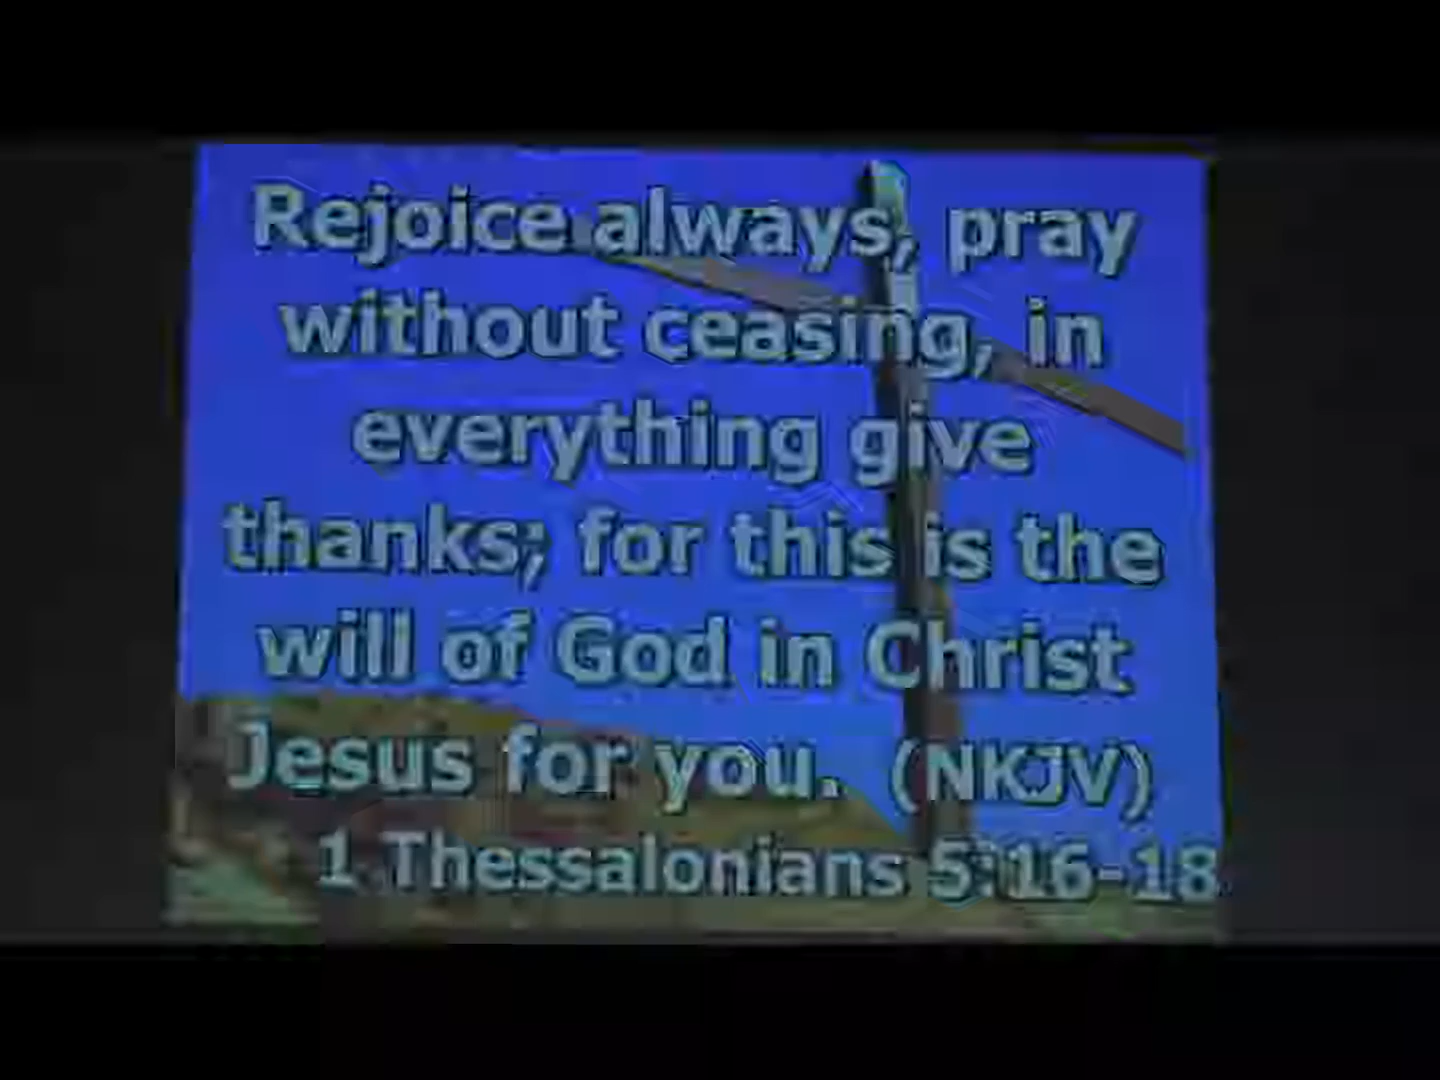 Rejoice always, pray
without ceasing, in
everything give
thanks; for this is the
will of God in Christ
Jesus for you. (NKJV)
1 Thessalonians 5:16-18